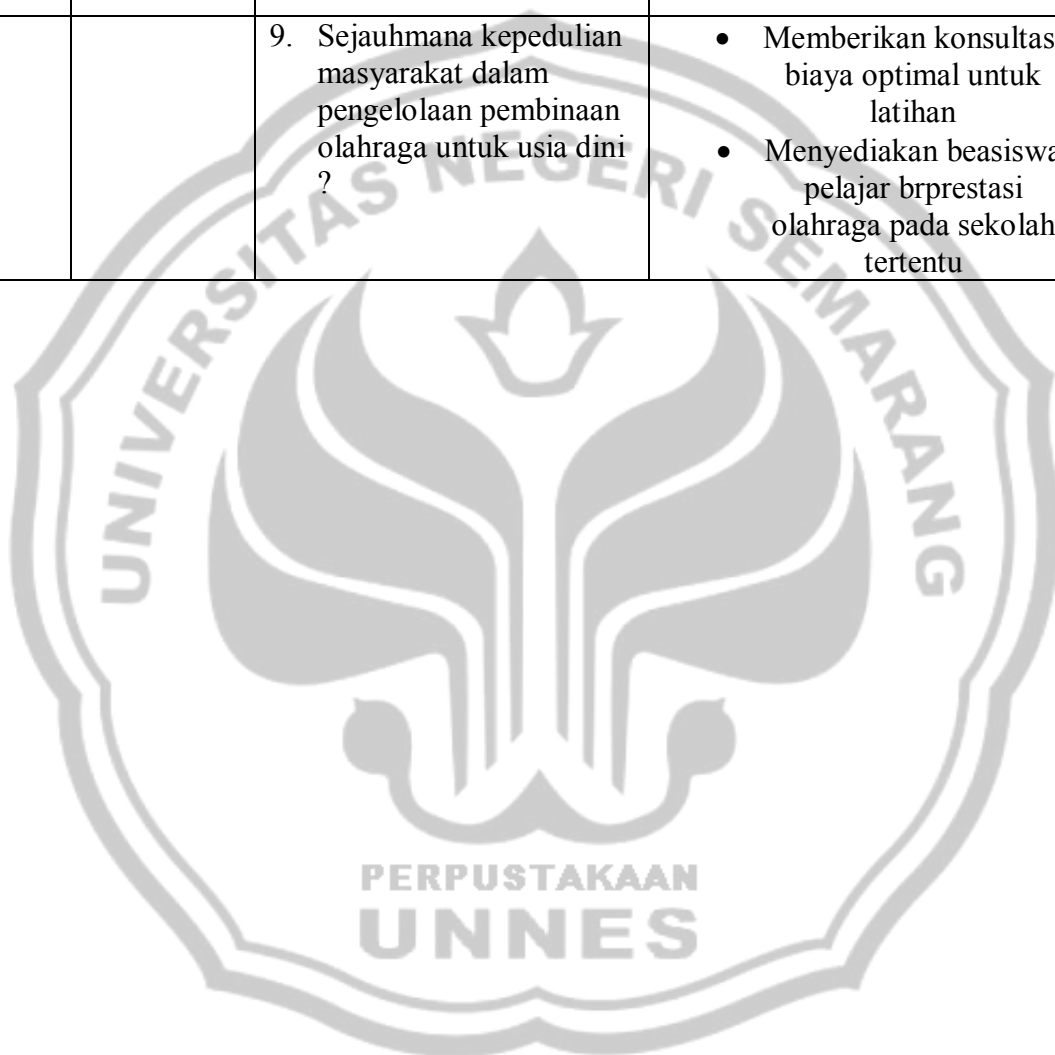 9. Sejauhmana kepedulian
masyarakat dalam
pengelolaan pembinaan
olahraga untuk usia dini
?
• Memberikan konsultas
biaya optimal untuk
latihan
• Menyediakan beasiswa
pelajar brprestasi
olahraga pada sekolah
tertentu
UNIVERSITAS NEGERI SEMARANG
PERPUSTAKAAN
UNNES